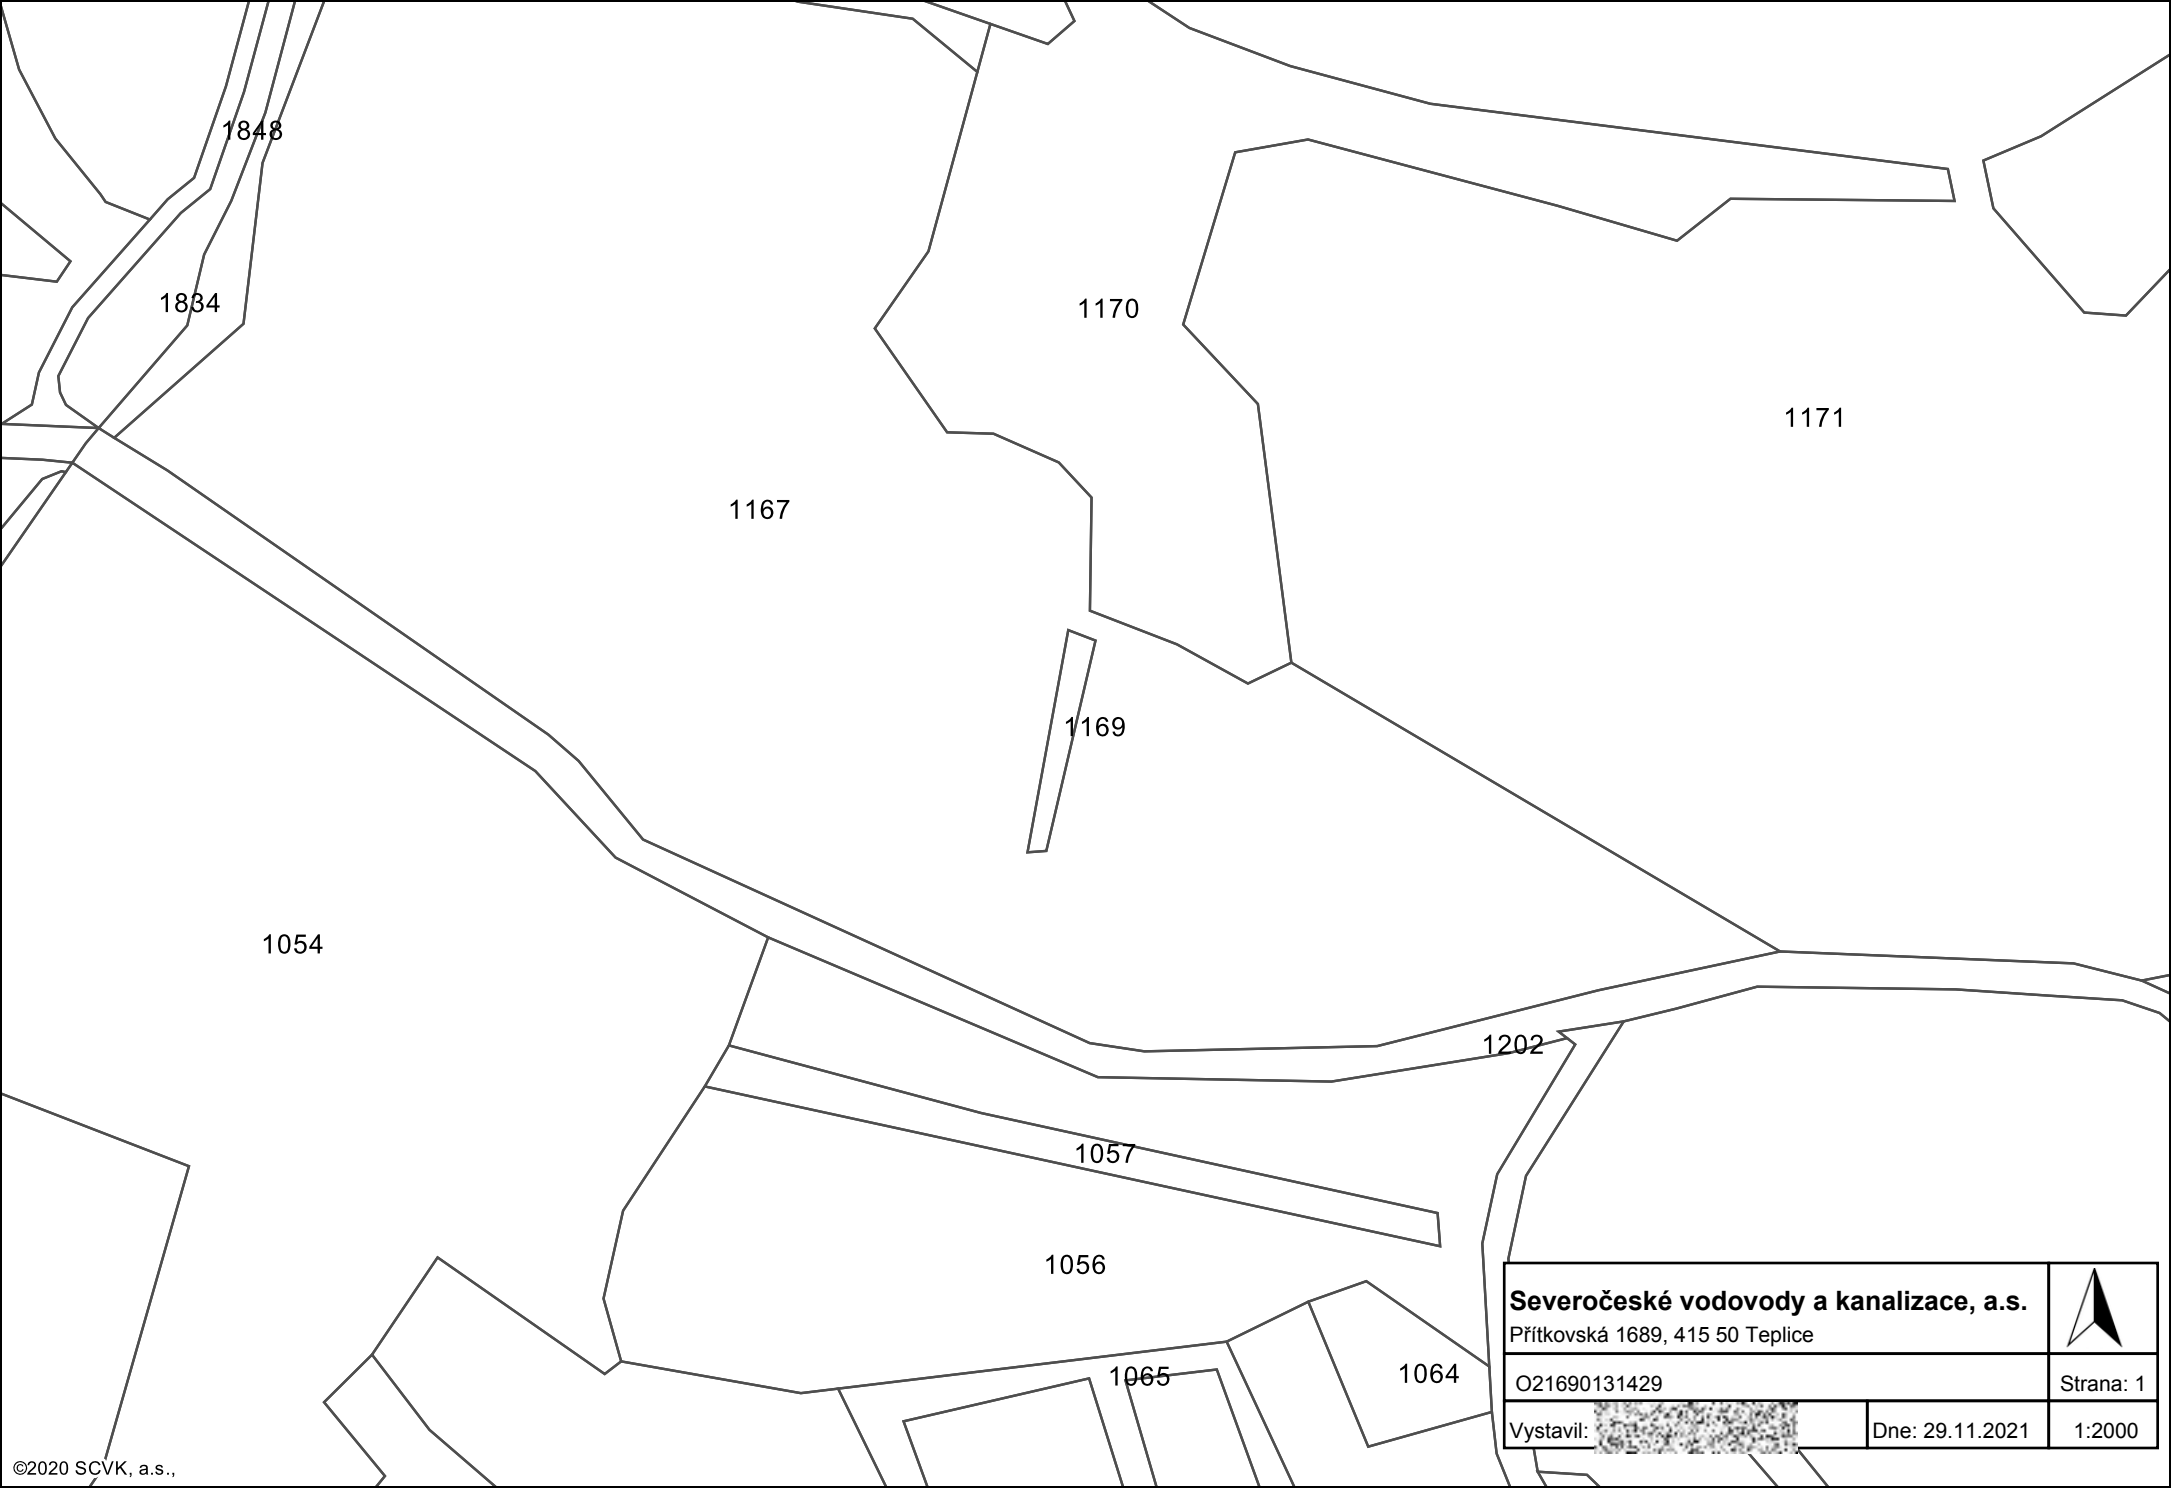 1848
1834
1170
1171
1167
1169
1054
1202
1057
1056
1065
1064
Severočeské vodovody a kanalizace, a.s.
Přítkovská 1689, 415 50 Teplice
O21690131429
Strana: 1
Vystavil:
Dne: 29.11.2021
1:2000
©2020 SCVK, a.s.,